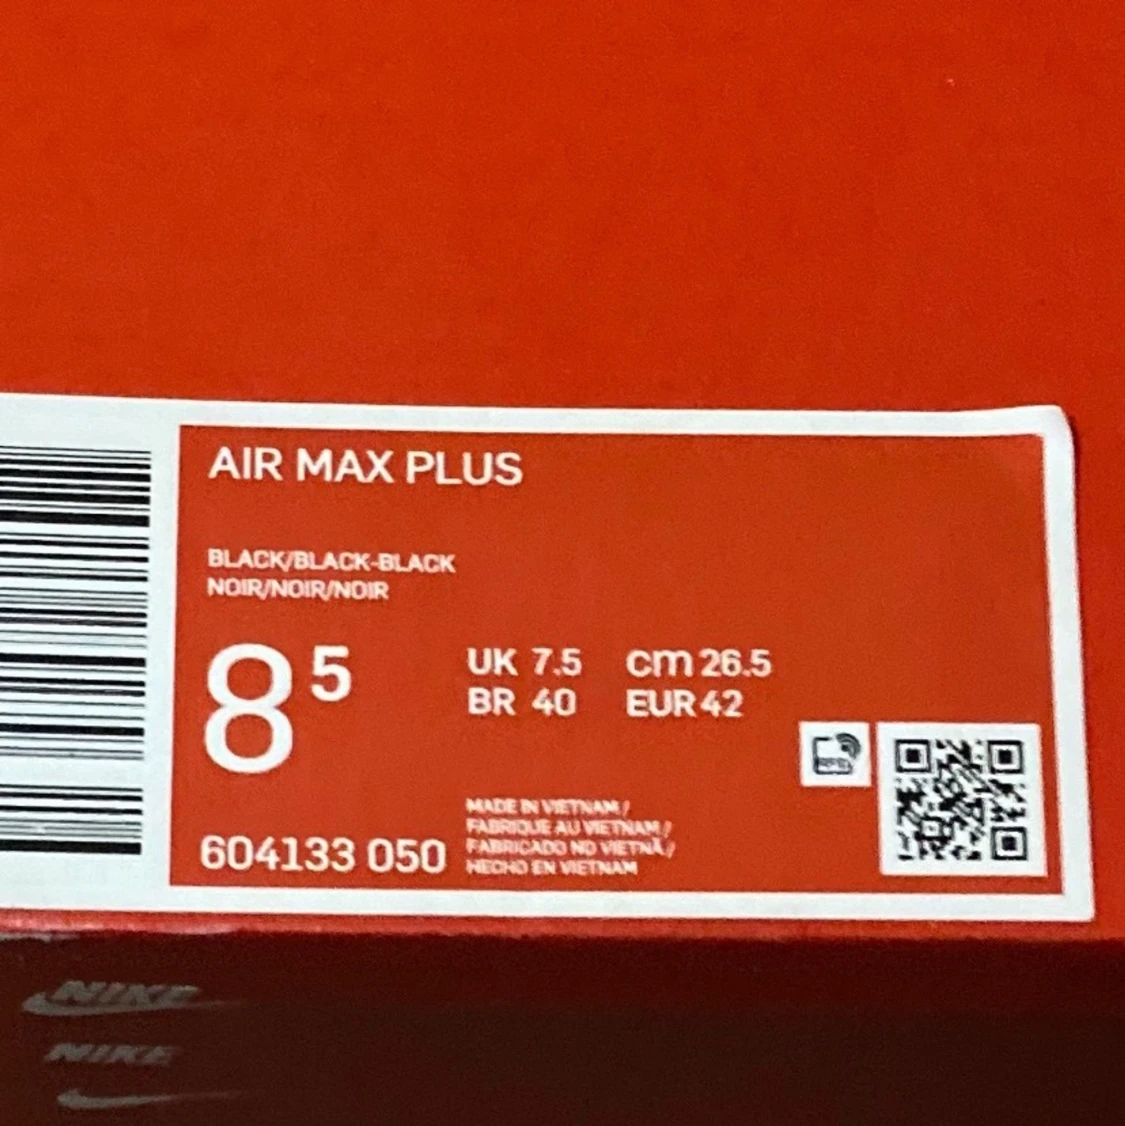 AIR MAX PLUS
BLACK/BLACK-BLACK
NOIR/NOIR/NOIR
8 5
UK 7.5 cm 26.5
BR 40 EUR 42
RFID
MADE IN VIETNAM /
FABRIQUE AU VIETNAM /
FABRICADO NO VIETNÃ /
HECHO EN VIETNAM
604133 050
NIKE
NIKE